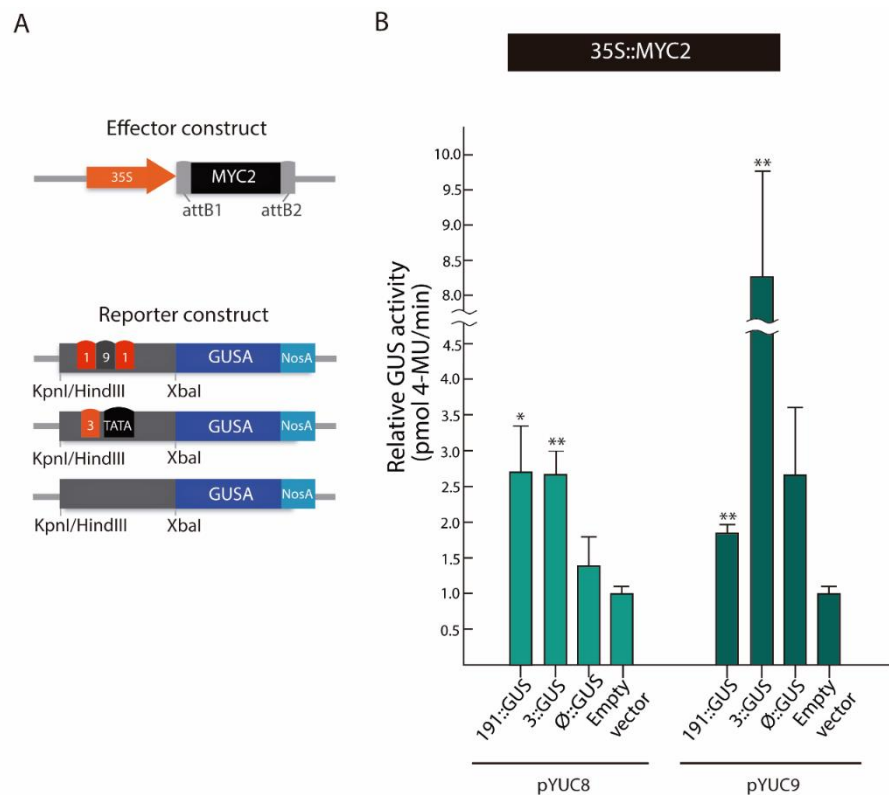 A
Effector construct
35S
MYC2
attB1
attB2
Reporter construct
1 9 1
GUSA
NosA
KpnI/HindIII
XbaI
3 TATA
GUSA
NosA
KpnI/HindIII
XbaI
GUSA
NosA
KpnI/HindIII
XbaI
B
35S::MYC2
Relative GUS activity
(pmol 4-MU/min)
10.0
9.5
9.0
8.5
8.0
4.5
4.0
3.5
3.0
2.5
2.0
1.5
1.0
0.5
*
**
**
**
191::GUS
3::GUS
Ø::GUS
Empty
vector
191::GUS
3::GUS
Ø::GUS
Empty
vector
pYUC8
pYUC9